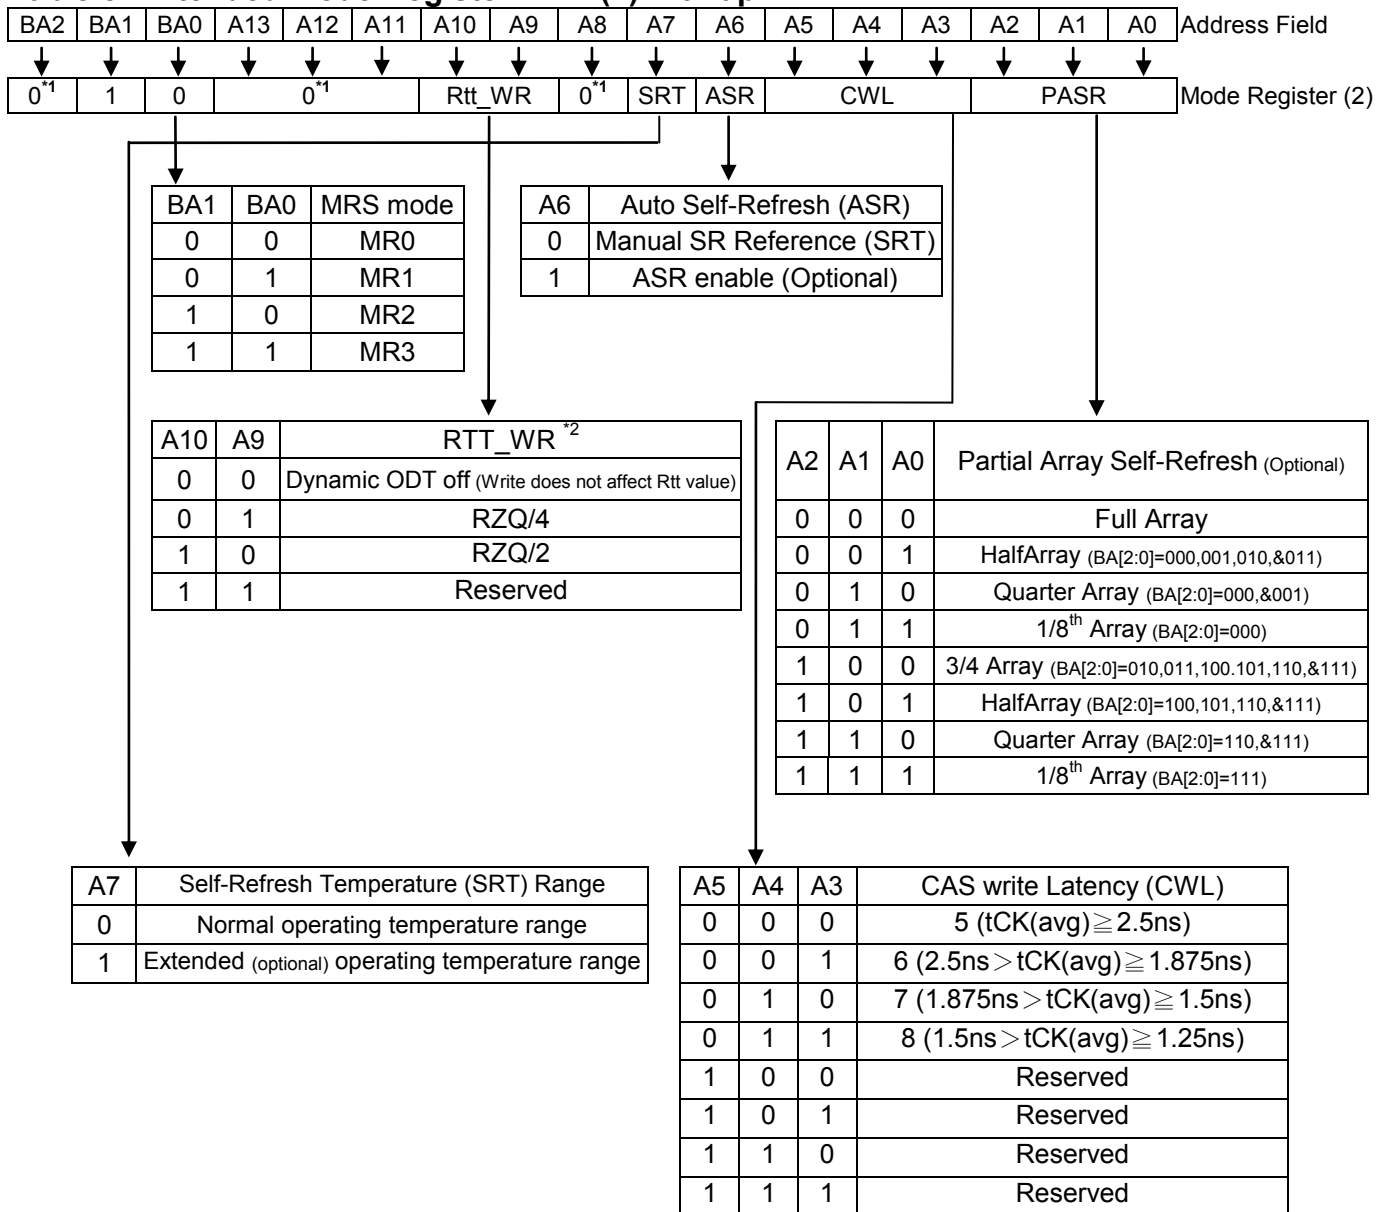 BA2 BA1 BA0 A13 A12 A11 A10 A9 A8 A7 A6 A5 A4 A3 A2 A1 A0 Address Field
0*1 1 0 0*1 Rtt_WR 0*1 SRT ASR CWL PASR Mode Register (2)
BA1 BA0 MRS mode
0 0 MR0
0 1 MR1
1 0 MR2
1 1 MR3
A6 Auto Self-Refresh (ASR)
0 Manual SR Reference (SRT)
1 ASR enable (Optional)
A10 A9 RTT_WR *2
0 0 Dynamic ODT off (Write does not affect Rtt value)
0 1 RZQ/4
1 0 RZQ/2
1 1 Reserved
A2 A1 A0 Partial Array Self-Refresh (Optional)
0 0 0 Full Array
0 0 1 HalfArray (BA[2:0]=000,001,010,&011)
0 1 0 Quarter Array (BA[2:0]=000,&001)
0 1 1 1/8th Array (BA[2:0]=000)
1 0 0 3/4 Array (BA[2:0]=010,011,100.101,110,&111)
1 0 1 HalfArray (BA[2:0]=100,101,110,&111)
1 1 0 Quarter Array (BA[2:0]=110,&111)
1 1 1 1/8th Array (BA[2:0]=111)
A7 Self-Refresh Temperature (SRT) Range
0 Normal operating temperature range
1 Extended (optional) operating temperature range
A5 A4 A3 CAS write Latency (CWL)
0 0 0 5 (tCK(avg)≧2.5ns)
0 0 1 6 (2.5ns>tCK(avg)≧1.875ns)
0 1 0 7 (1.875ns>tCK(avg)≧1.5ns)
0 1 1 8 (1.5ns>tCK(avg)≧1.25ns)
1 0 0 Reserved
1 0 1 Reserved
1 1 0 Reserved
1 1 1 Reserved